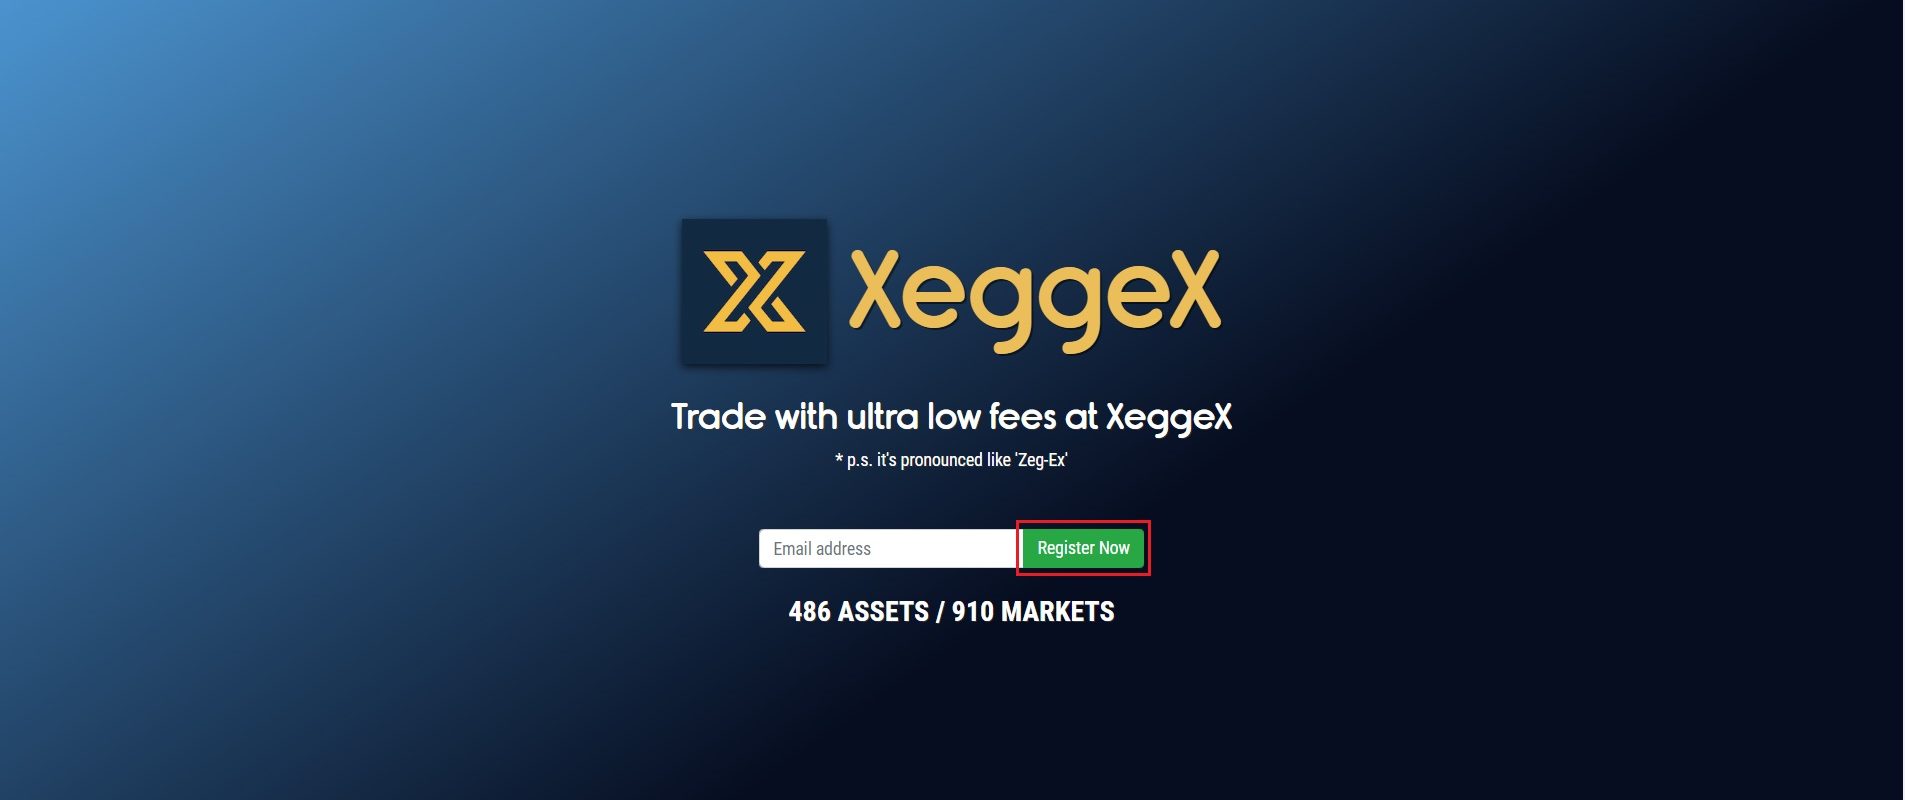 XeggeX
Trade with ultra low fees at XeggeX
* p.s. it's pronounced like 'Zeg-Ex'
Email address
Register Now
486 ASSETS / 910 MARKETS